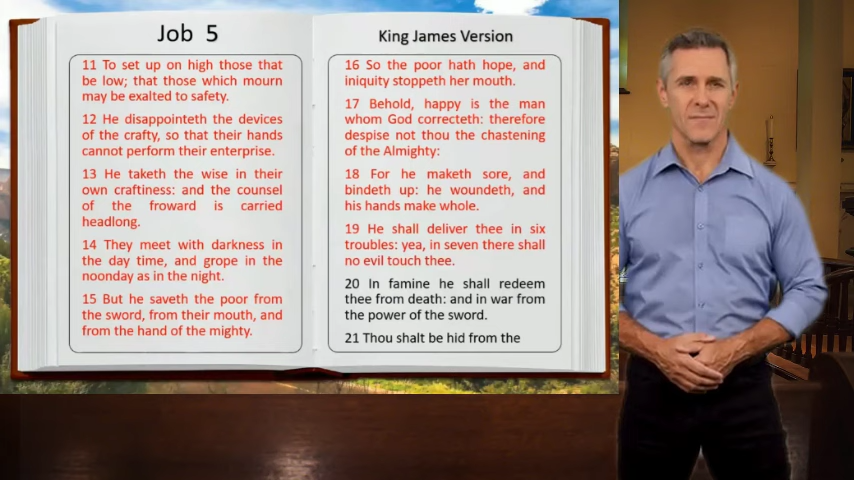 Job 5
11 To set up on high those that
be low; that those which mourn
may be exalted to safety.
12 He disappointeth the devices
of the crafty, so that their hands
cannot perform their enterprise.
13 He taketh the wise in their
own craftiness: and the counsel
of the froward is carried
headlong.
14 They meet with darkness in
the day time, and grope in the
noonday as in the night.
15 But he saveth the poor from
the sword, from their mouth, and
from the hand of the mighty.
King James Version
16 So the poor hath hope, and
iniquity stoppeth her mouth.
17 Behold, happy is the man
whom God correcteth: therefore
despise not thou the chastening
of the Almighty:
18 For he maketh sore, and
bindeth up: he woundeth, and
his hands make whole.
19 He shall deliver thee in six
troubles: yea, in seven there shall
no evil touch thee.
20 In famine he shall redeem
thee from death: and in war from
the power of the sword.
21 Thou shalt be hid from the